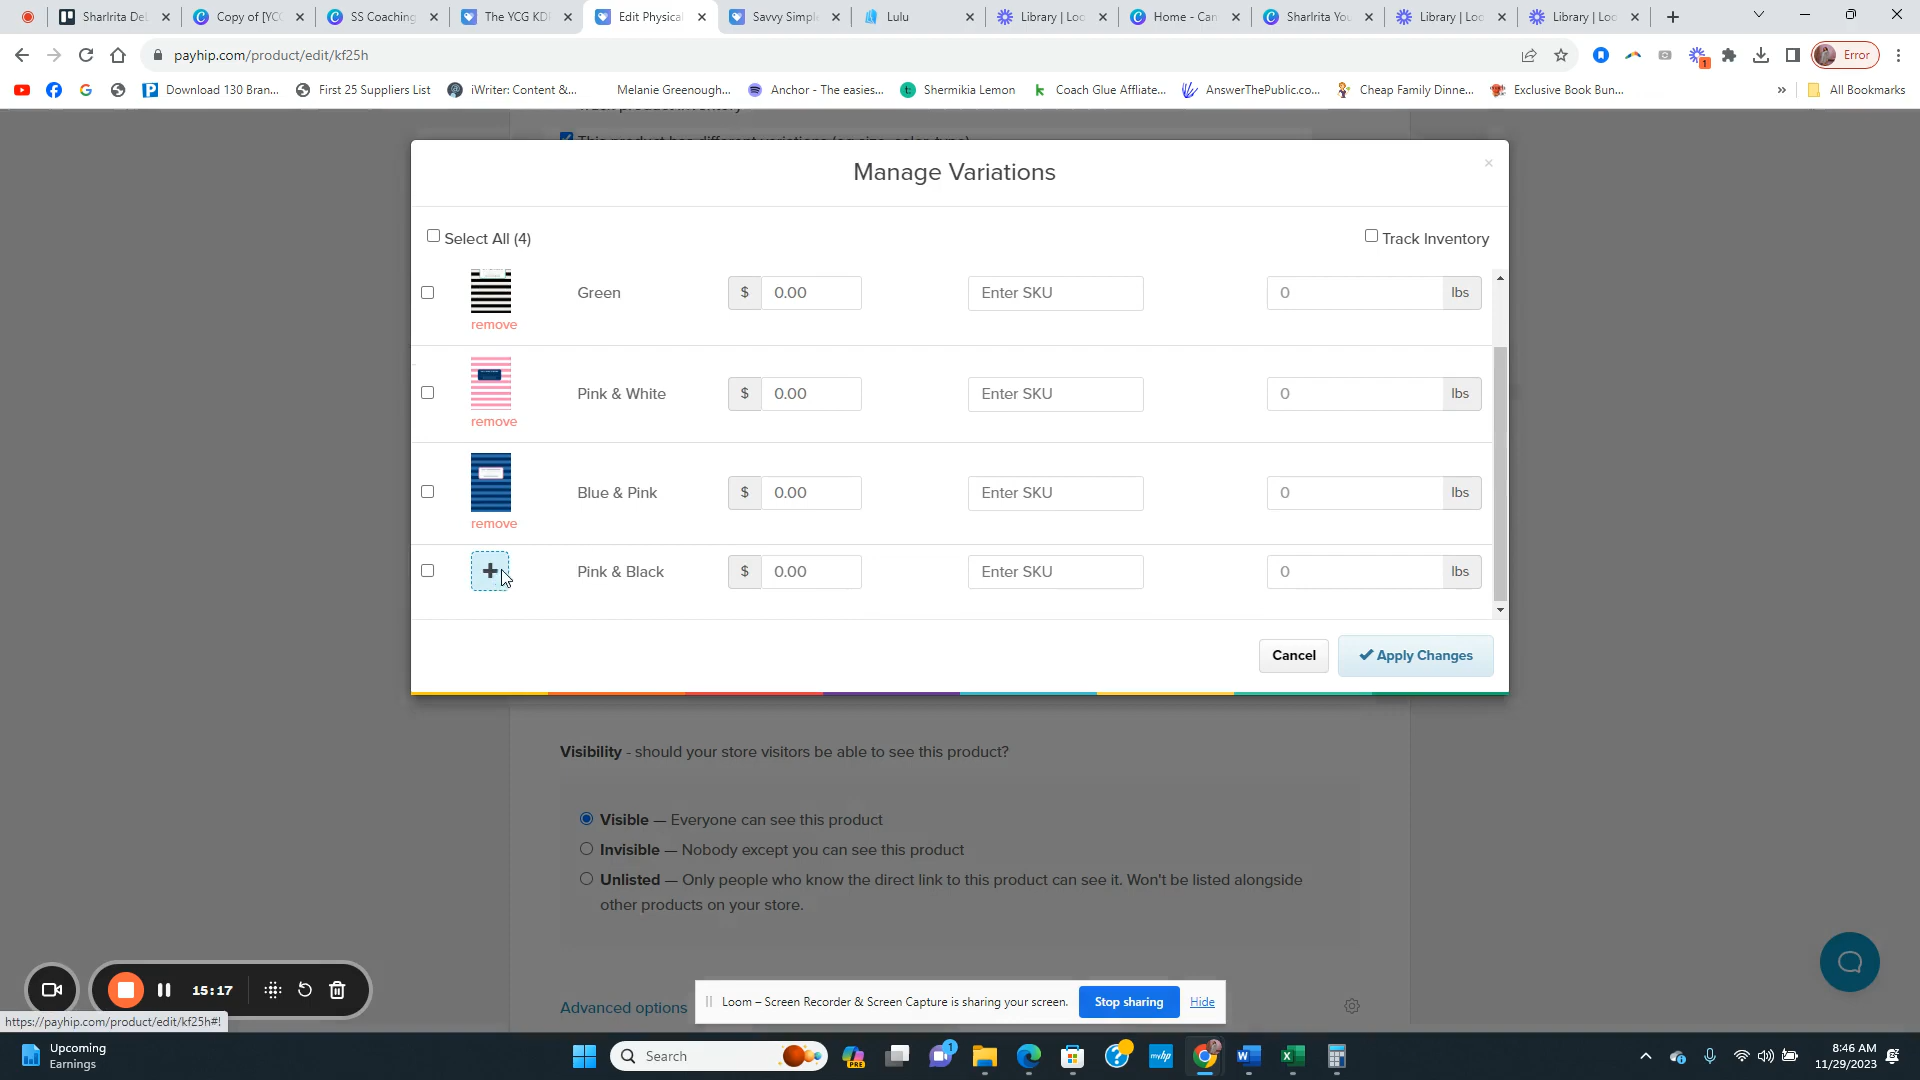 SharIrita De
Copy of [YC
SS Coaching
The YCG KD
Edit Physical
Savvy Simple
Lulu
Library | Loo
Home - Can
SharIrita You
Library | Loo
Library | Loo
payhip.com/product/edit/kf25h
1
Error
Download 130 Bran...
First 25 Suppliers List
iWriter: Content &...
Melanie Greenough...
Anchor - The easies...
Shermikia Lemon
Coach Glue Affiliate...
AnswerThePublic.co...
Cheap Family Dinne...
Exclusive Book Bun...
»
All Bookmarks
Manage Variations
×
Select All (4)
Track Inventory
Green
$
0.00
Enter SKU
0
lbs
remove
Pink & White
$
0.00
Enter SKU
0
lbs
remove
Blue & Pink
$
0.00
Enter SKU
0
lbs
remove
Pink & Black
$
0.00
Enter SKU
0
lbs
Cancel
Apply Changes
Visibility - should your store visitors be able to see this product?
Visible — Everyone can see this product
Invisible — Nobody except you can see this product
Unlisted — Only people who know the direct link to this product can see it. Won't be listed alongside
other products on your store.
15:17
Loom – Screen Recorder & Screen Capture is sharing your screen.
Stop sharing
Hide
Advanced options
https://payhip.com/product/edit/kf25h#!
Upcoming
Earnings
Search
PRE
1
myhp
8:46 AM
11/29/2023